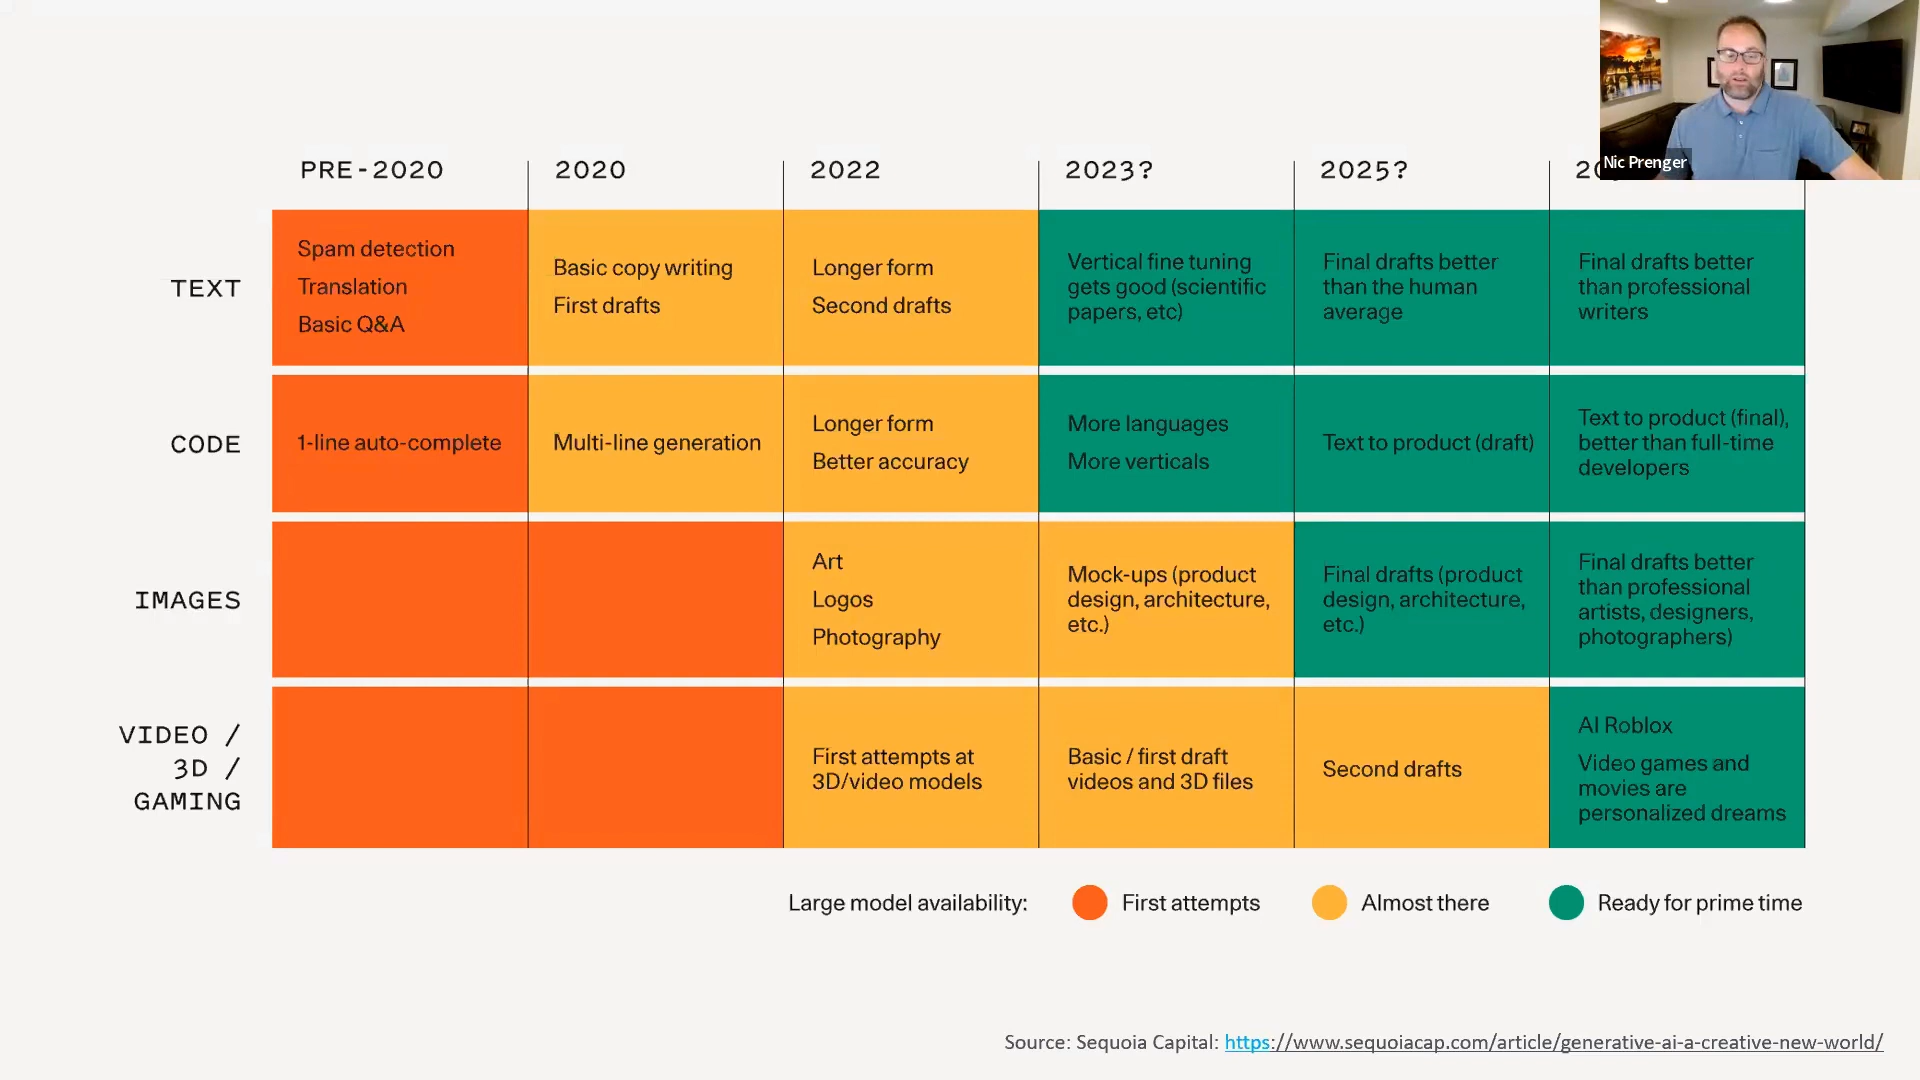 Nic Prenger
PRE-2020
2020
2022
2023?
2025?
TEXT
Spam detection
Translation
Basic Q&A
Basic copy writing
First drafts
Longer form
Second drafts
Vertical fine tuning
gets good (scientific
papers, etc)
Final drafts better
than the human
average
Final drafts better
than professional
writers
CODE
1-line auto-complete
Multi-line generation
Longer form
Better accuracy
More languages
More verticals
Text to product (draft)
Text to product (final),
better than full-time
developers
IMAGES
Art
Logos
Photography
Mock-ups (product
design, architecture,
etc.)
Final drafts (product
design, architecture,
etc.)
Final drafts better
than professional
artists, designers,
photographers)
VIDEO /
3D /
GAMING
First attempts at
3D/video models
Basic / first draft
videos and 3D files
Second drafts
AI Roblox
Video games and
movies are
personalized dreams
Large model availability:
First attempts
Almost there
Ready for prime time
Source: Sequoia Capital: https://www.sequoiacap.com/article/generative-ai-a-creative-new-world/